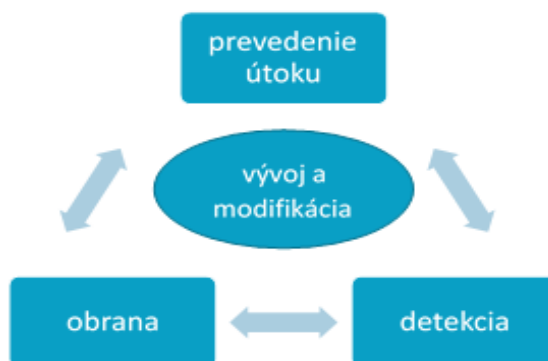 prevedenie
útoku
vývoj a
modifikácia
obrana
detekcia